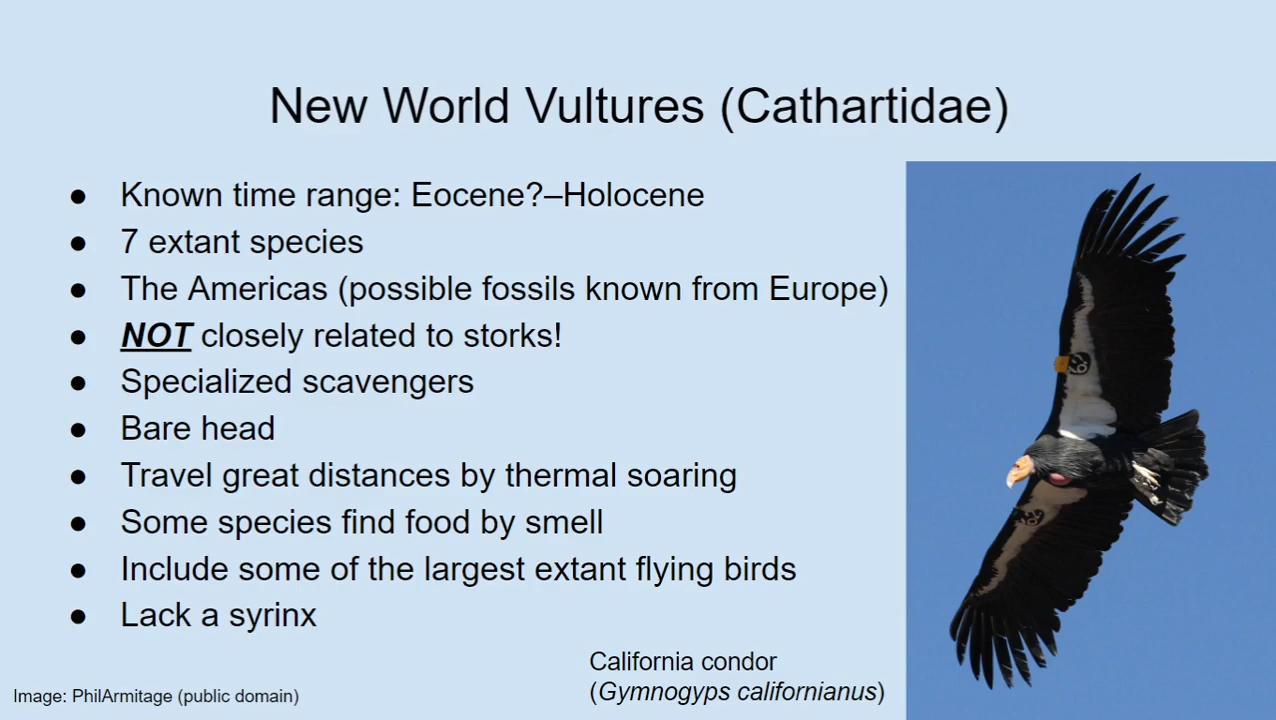 New World Vultures (Cathartidae)
● Known time range: Eocene?–Holocene
● 7 extant species
● The Americas (possible fossils known from Europe)
● NOT closely related to storks!
● Specialized scavengers
● Bare head
● Travel great distances by thermal soaring
● Some species find food by smell
● Include some of the largest extant flying birds
● Lack a syrinx
California condor
(Gymnogyps californianus)
Image: PhilArmitage (public domain)